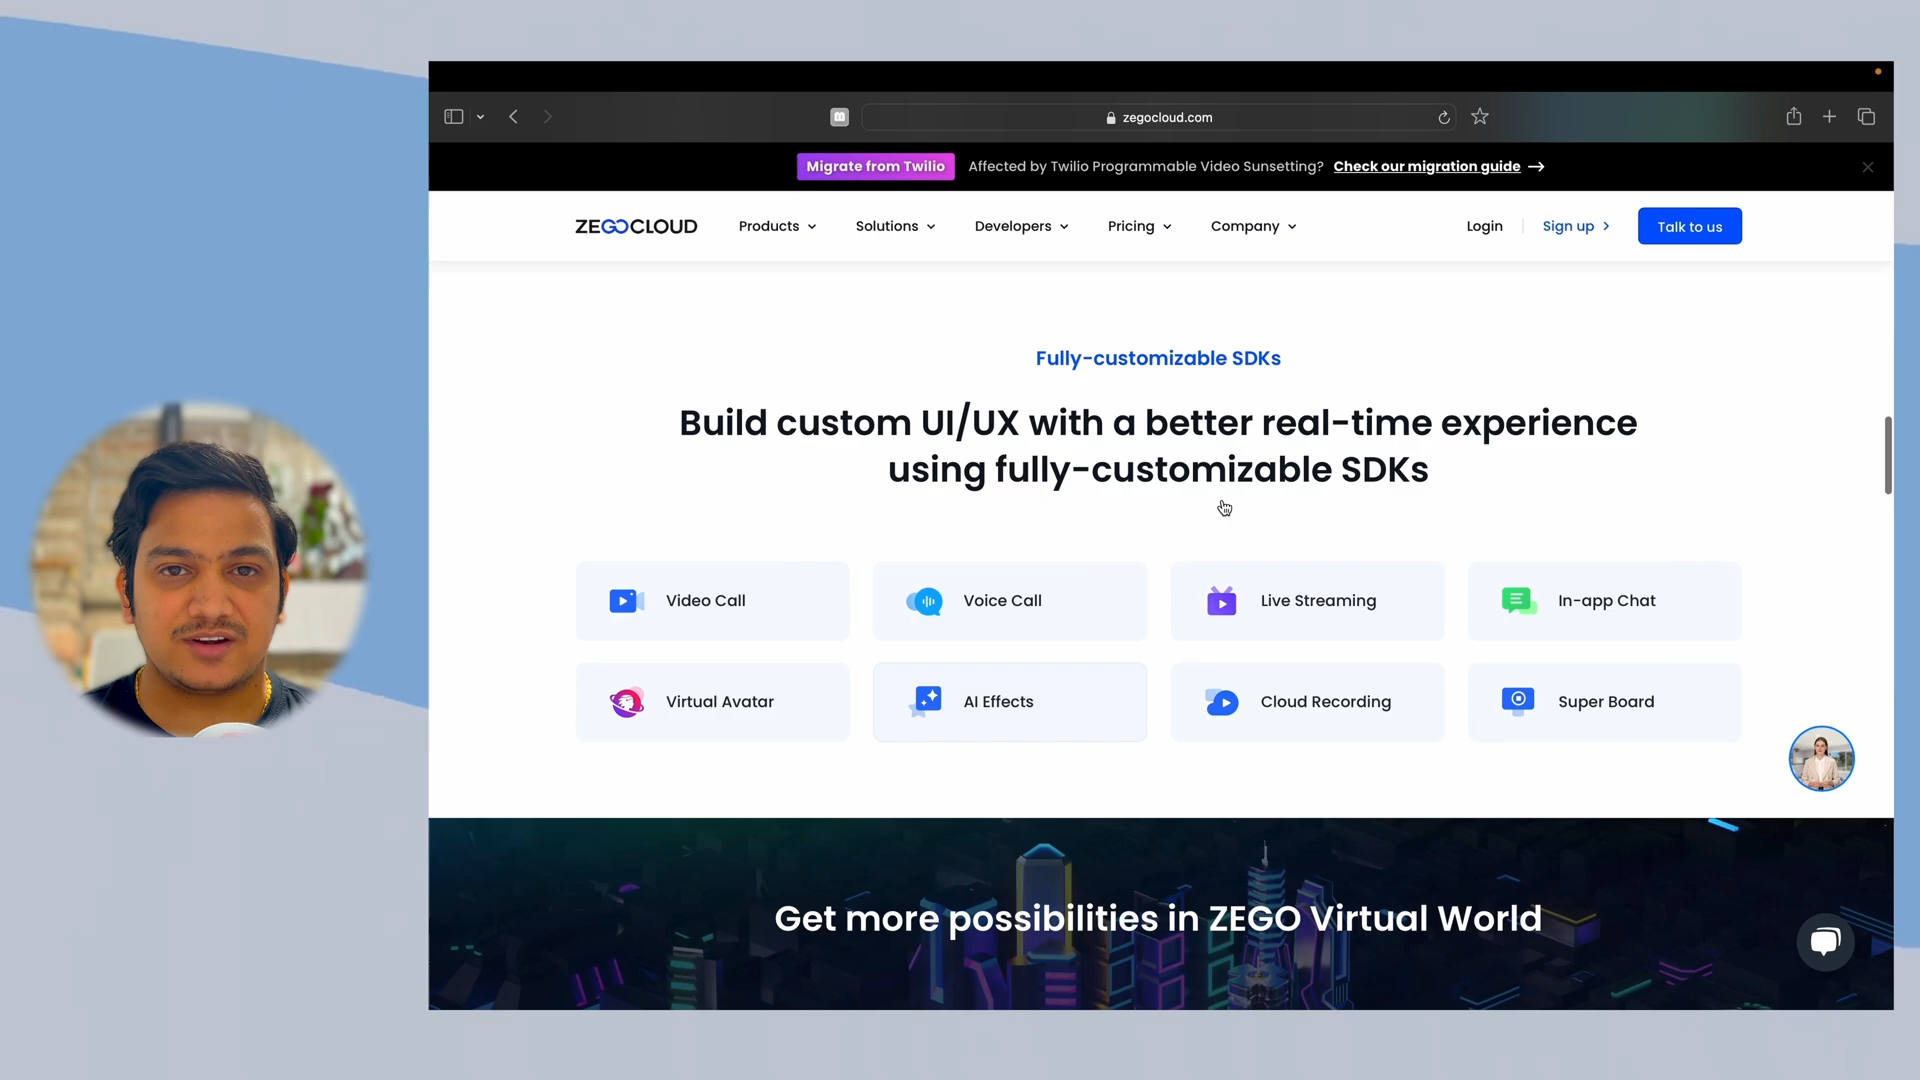 zegocloud.com
Migrate from Twilio Affected by Twilio Programmable Video Sunsetting? Check our migration guide →
ZEGOCLOUD Products Solutions Developers Pricing Company Login Sign up Talk to us
Fully-customizable SDKs
Build custom UI/UX with a better real-time experience
using fully-customizable SDKs
Video Call Voice Call Live Streaming In-app Chat
Virtual Avatar AI Effects Cloud Recording Super Board
Get more possibilities in ZEGO Virtual World